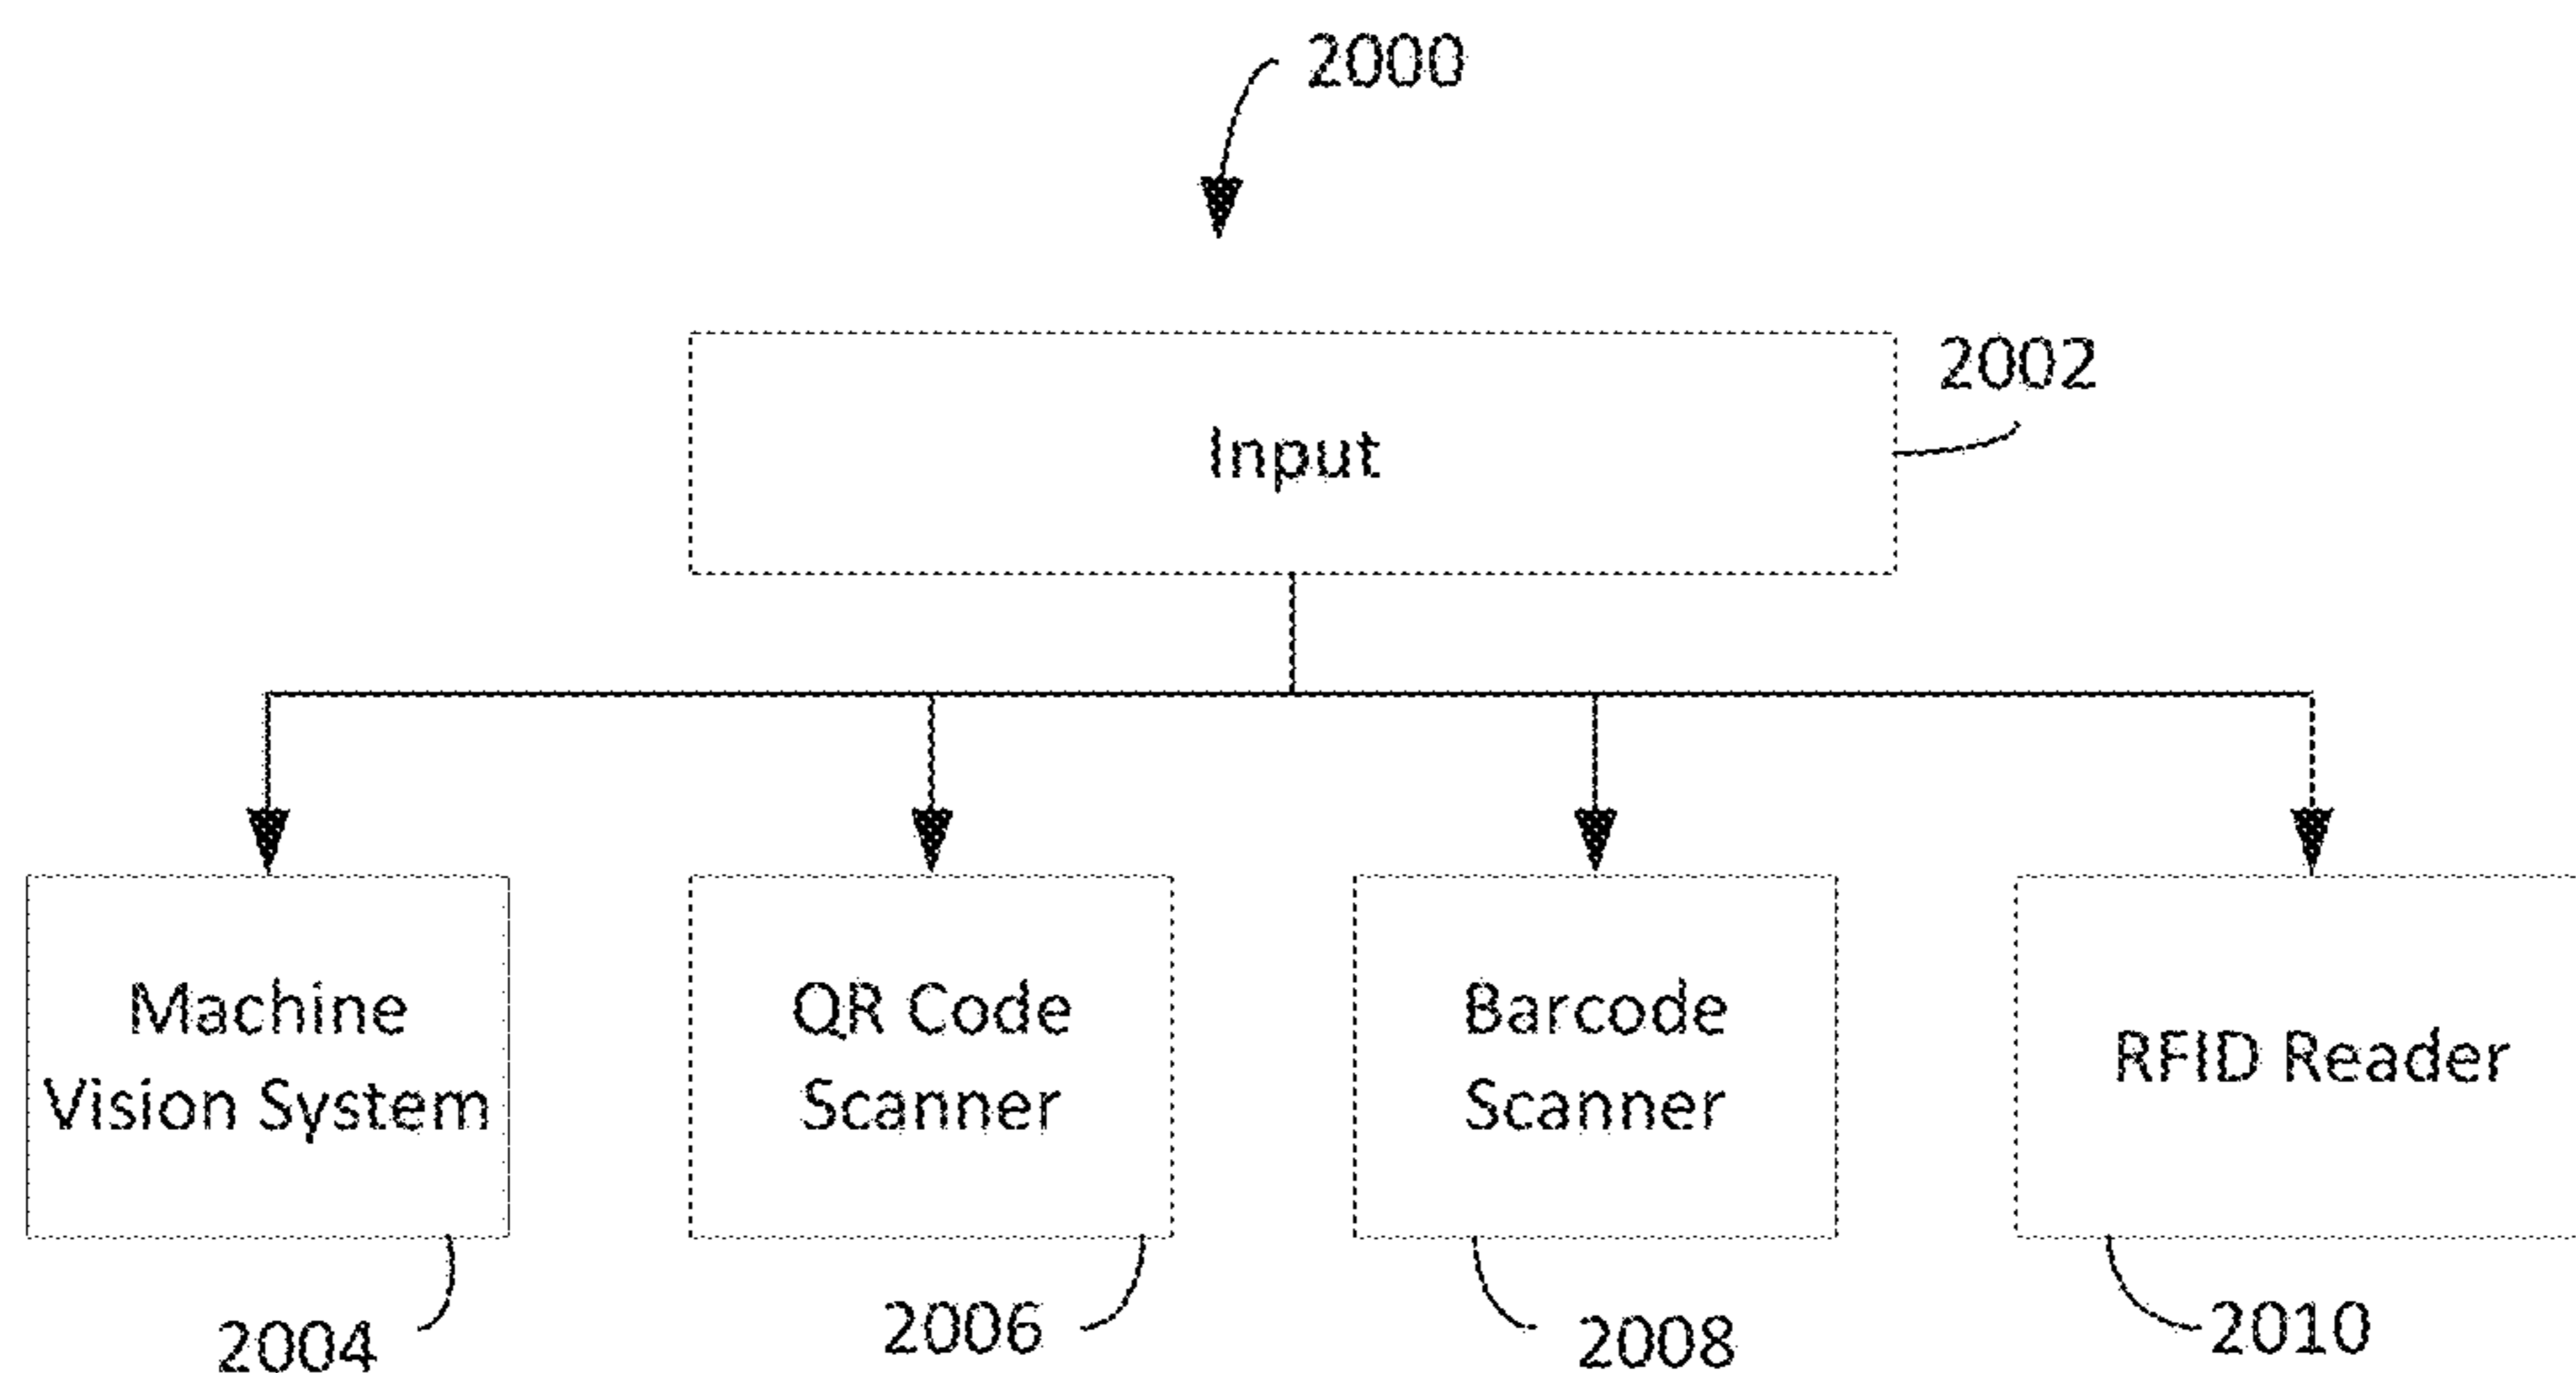 2000
2002
Input
Machine
Vision System
QR Code
Scanner
Barcode
Scanner
RFID Reader
2004
2006
2008
2010